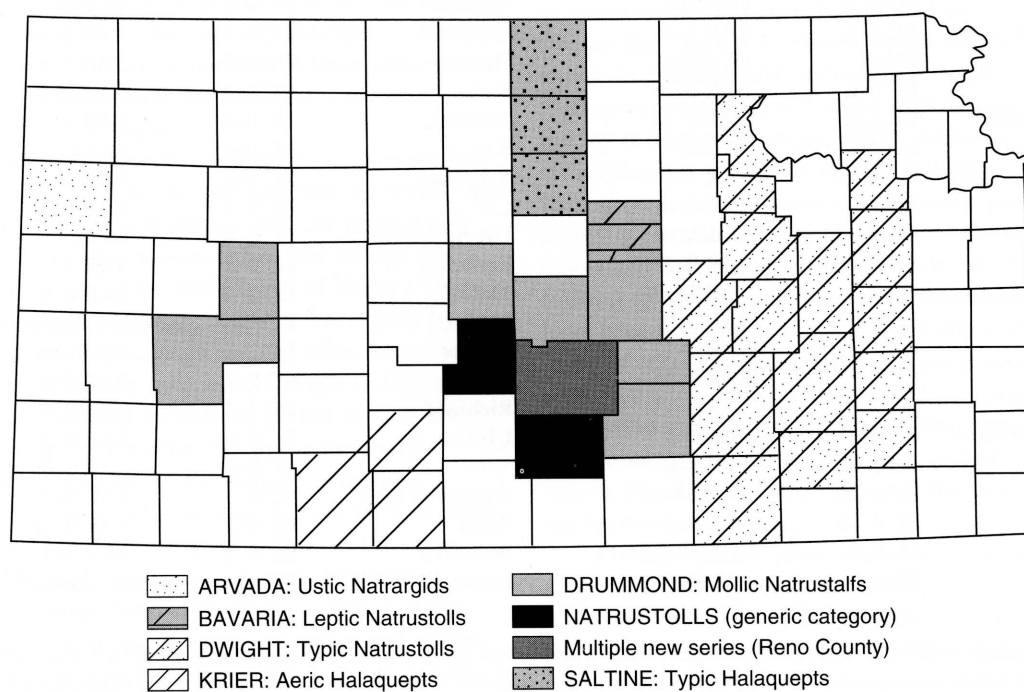 ARVADA: Ustic Natrargids
BAVARIA: Leptic Natrustolls
DWIGHT: Typic Natrustolls
KRIER: Aeric Halaquepts
DRUMMOND: Mollic Natrustalfs
NATRUSTOLLS (generic category)
Multiple new series (Reno County)
SALTINE: Typic Halaquepts